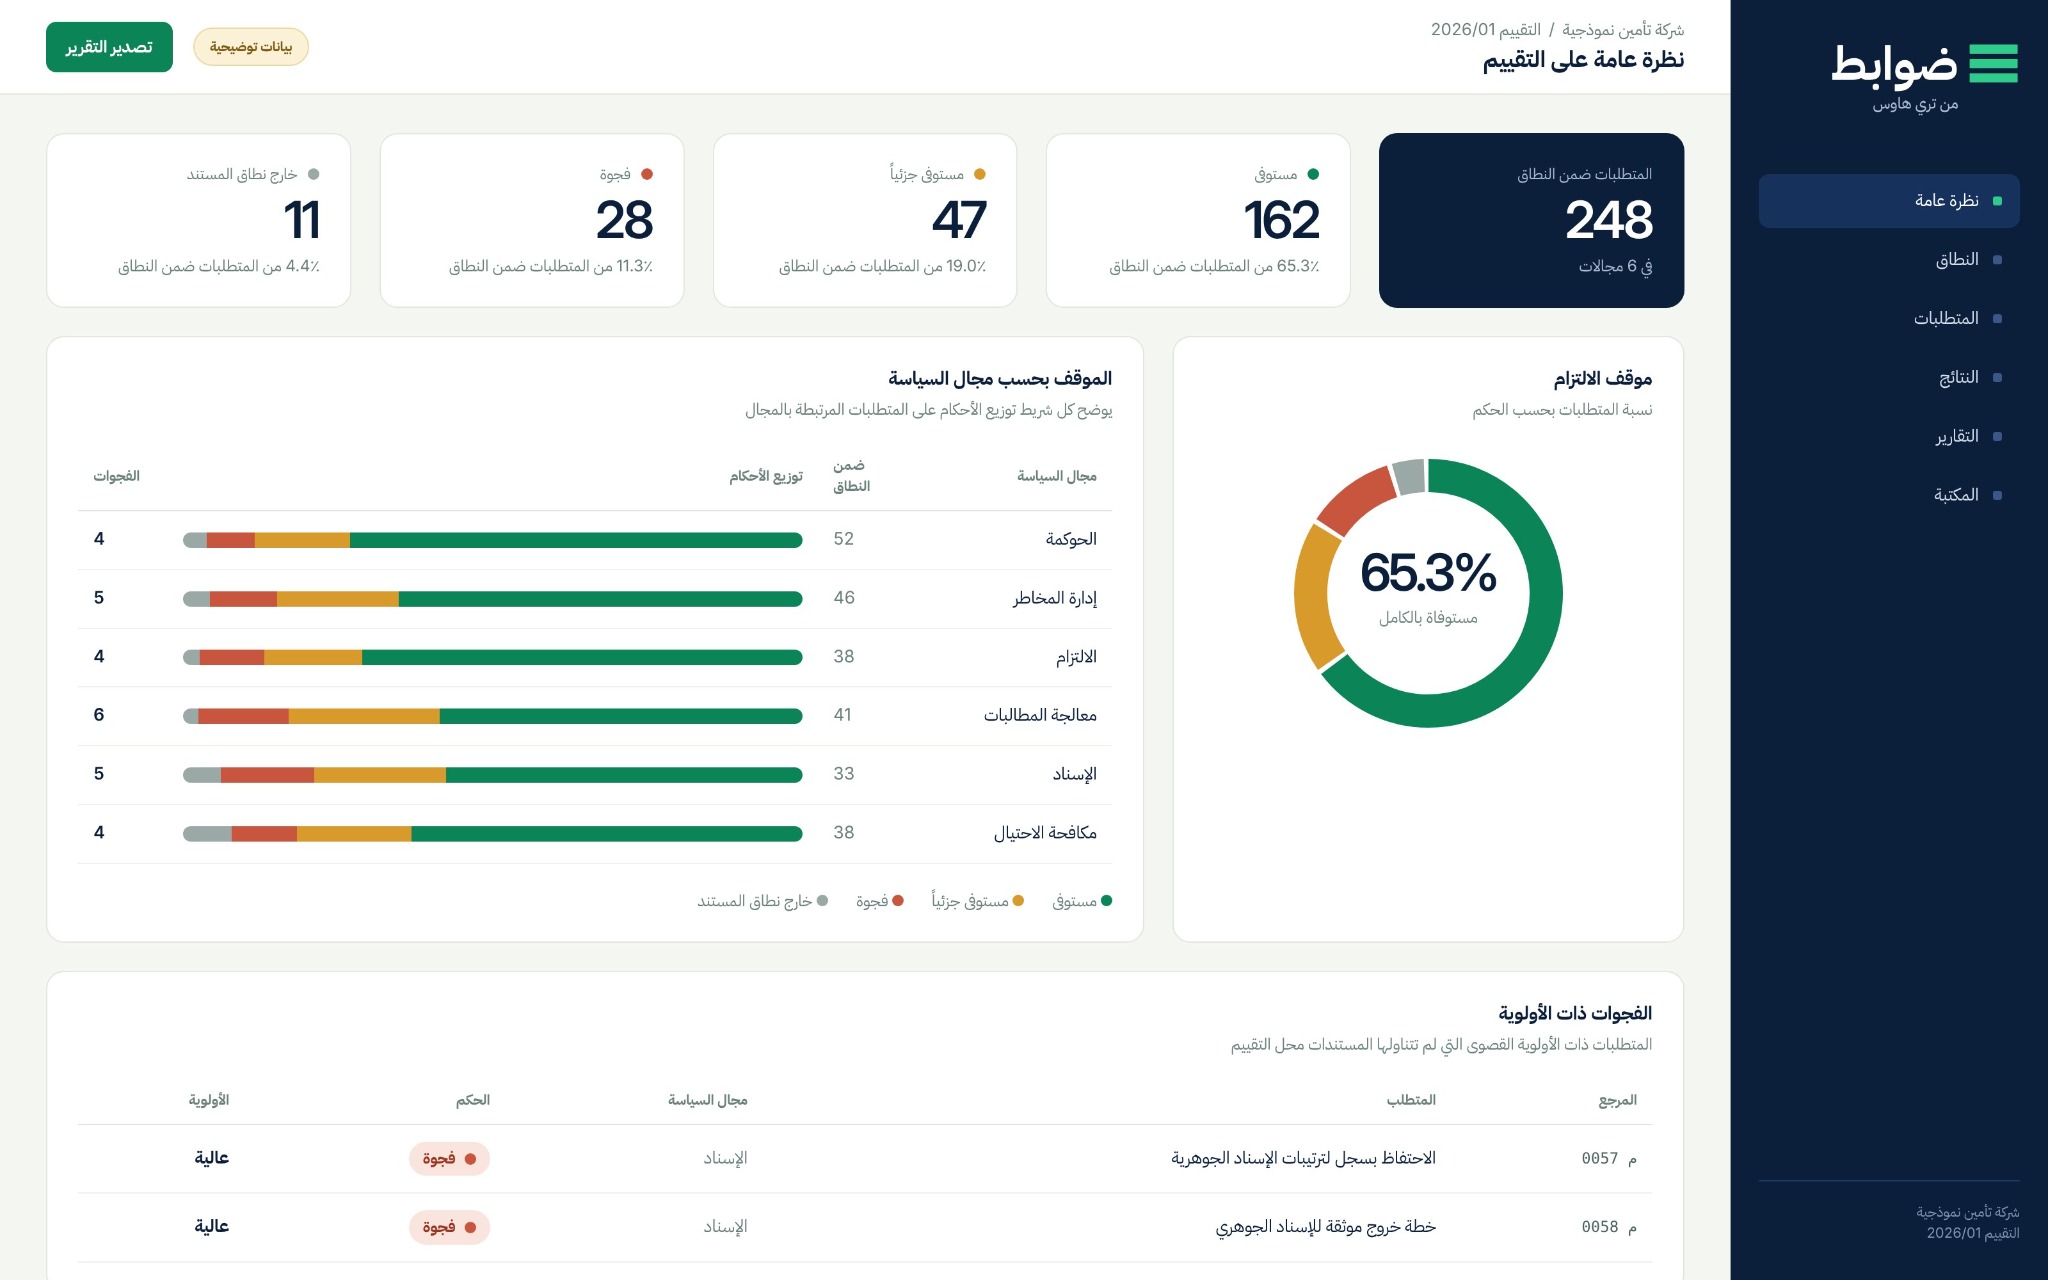 ضوابط
من تري هاوس
نظرة عامة
النطاق
المتطلبات
النتائج
التقارير
المكتبة
شركة تأمين نموذجية
التقييم 2026/01
شركة تأمين نموذجية / التقييم 2026/01
نظرة عامة على التقييم
بيانات توضيحية
تصدير التقرير
المتطلبات ضمن النطاق
248
في 6 مجالات
مستوفى
162
65.3٪ من المتطلبات ضمن النطاق
مستوفى جزئياً
47
19.0٪ من المتطلبات ضمن النطاق
فجوة
28
11.3٪ من المتطلبات ضمن النطاق
خارج نطاق المستند
11
4.4٪ من المتطلبات ضمن النطاق
موقف الالتزام
نسبة المتطلبات بحسب الحكم
65.3%
مستوفاة بالكامل
الموقف بحسب مجال السياسة
يوضح كل شريط توزيع الأحكام على المتطلبات المرتبطة بالمجال
مجال السياسة ضمن النطاق توزيع الأحكام الفجوات
الحوكمة 52 4
إدارة المخاطر 46 5
الالتزام 38 4
معالجة المطالبات 41 6
الإسناد 33 5
مكافحة الاحتيال 38 4
مستوفى مستوفى جزئياً فجوة خارج نطاق المستند
الفجوات ذات الأولوية
المتطلبات ذات الأولوية القصوى التي لم تتناولها المستندات محل التقييم
المرجع المتطلب مجال السياسة الحكم الأولوية
م 0057 الاحتفاظ بسجل لترتيبات الإسناد الجوهرية الإسناد فجوة عالية
م 0058 خطة خروج موثقة للإسناد الجوهري الإسناد فجوة عالية